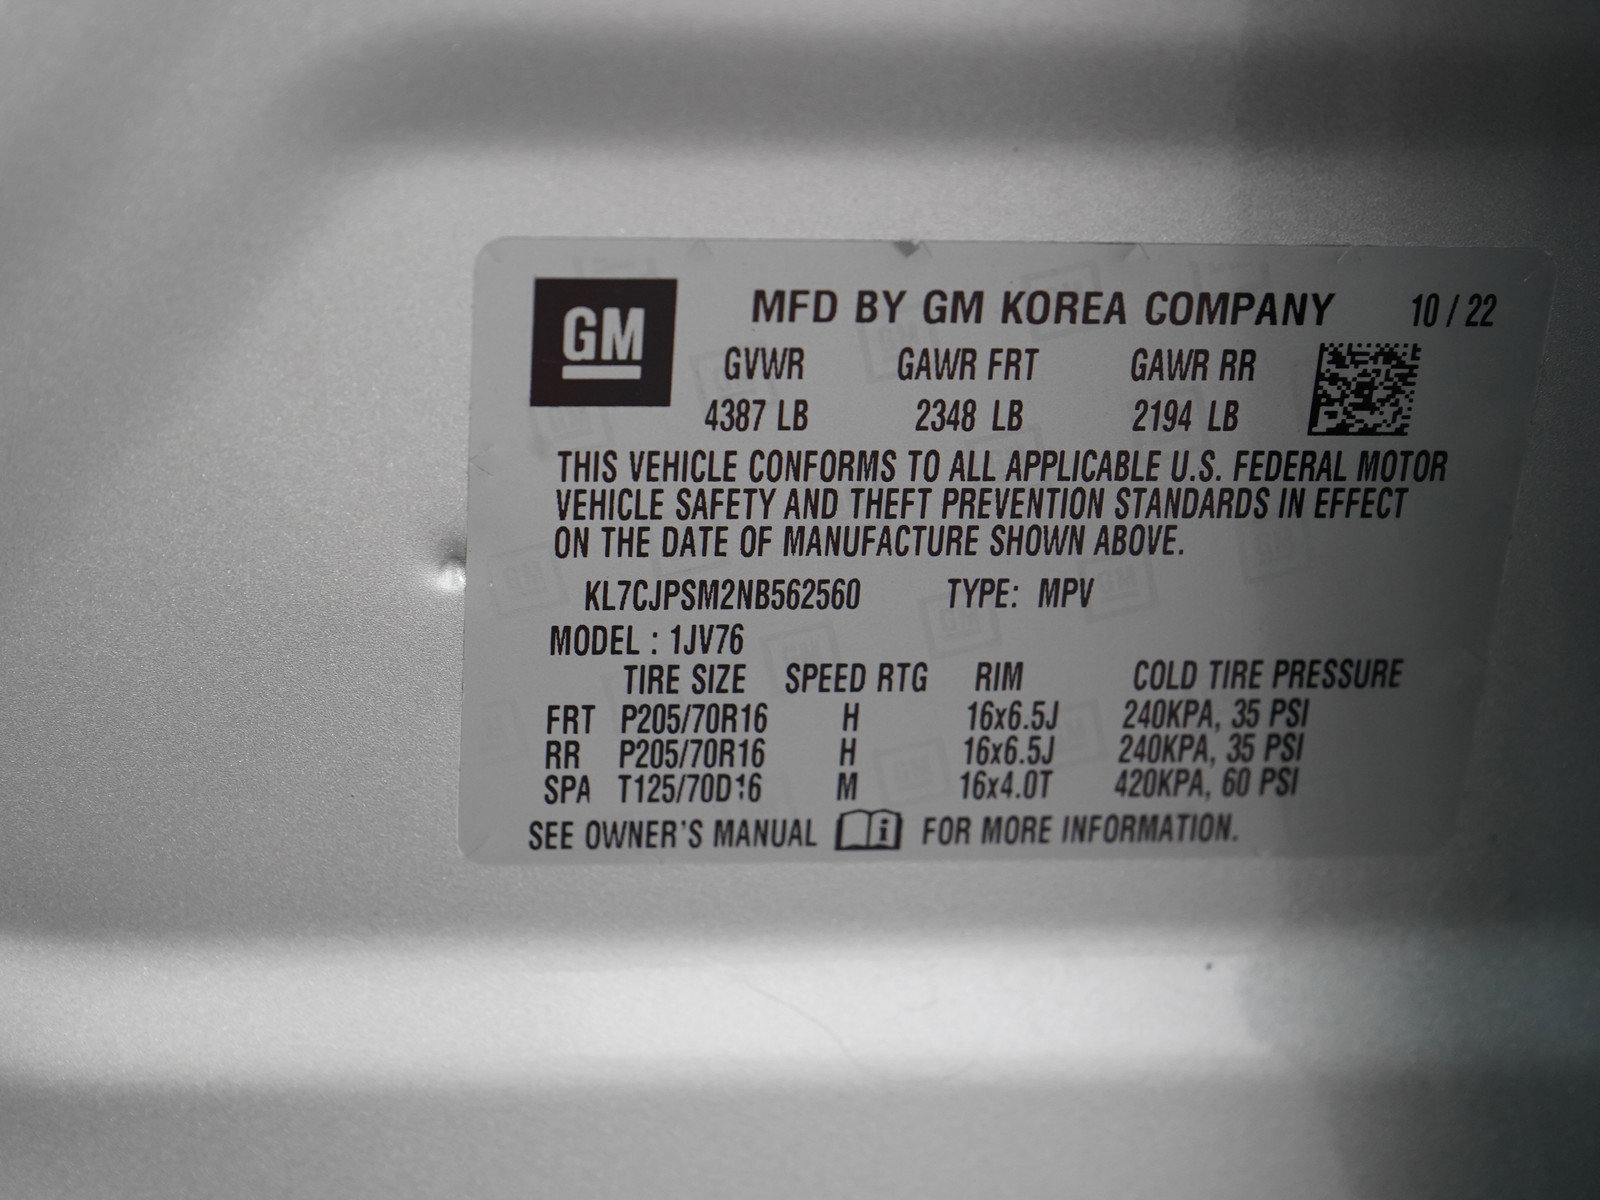 GM
MFD BY GM KOREA COMPANY 10 / 22
GVWR GAWR FRT GAWR RR
4387 LB 2348 LB 2194 LB
THIS VEHICLE CONFORMS TO ALL APPLICABLE U.S. FEDERAL MOTOR
VEHICLE SAFETY AND THEFT PREVENTION STANDARDS IN EFFECT
ON THE DATE OF MANUFACTURE SHOWN ABOVE.
KL7CJPSM2NB562560 TYPE: MPV
MODEL : 1JV76
TIRE SIZE SPEED RTG RIM COLD TIRE PRESSURE
FRT P205/70R16 H 16x6.5J 240KPA, 35 PSI
RR P205/70R16 H 16x6.5J 240KPA, 35 PSI
SPA T125/70D16 M 16x4.0T 420KPA, 60 PSI
SEE OWNER'S MANUAL i FOR MORE INFORMATION.